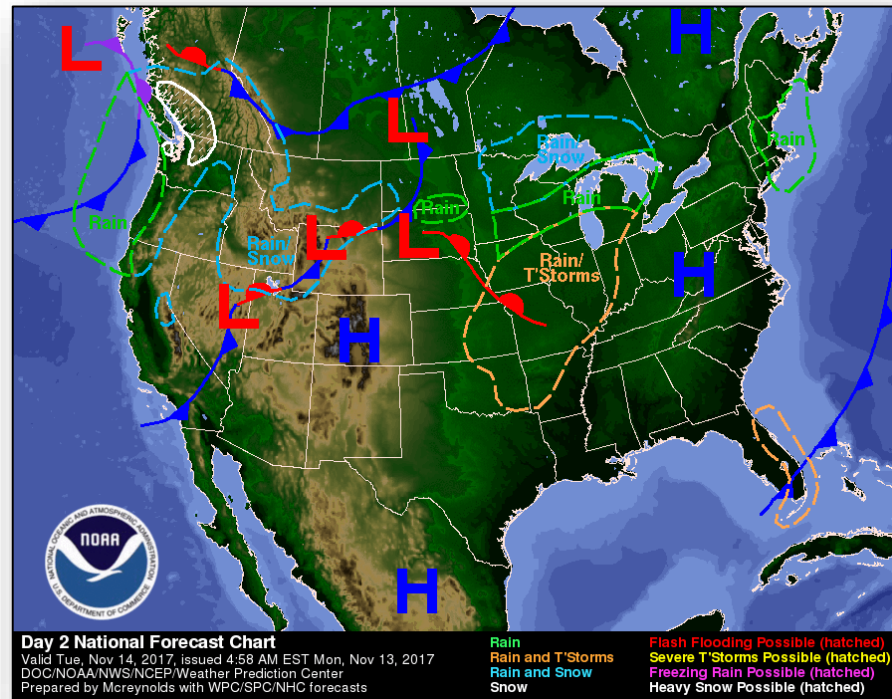 L
H
L
Rain/
Snow
Rain
Rain
Rain
Rain
L
L
Rain/
Snow
Rain/
T'Storms
H
L
H
H
NATIONAL OCEANIC AND ATMOSPHERIC ADMINISTRATION
NOAA
U.S. DEPARTMENT OF COMMERCE
Day 2 National Forecast Chart
Valid Tue, Nov 14, 2017, issued 4:58 AM EST Mon, Nov 13, 2017
DOC/NOAA/NWS/NCEP/Weather Prediction Center
Prepared by Mcreynolds with WPC/SPC/NHC forecasts
Rain
Rain and T'Storms
Rain and Snow
Snow
Flash Flooding Possible (hatched)
Severe T'Storms Possible (hatched)
Freezing Rain Possible (hatched)
Heavy Snow Possible (hatched)